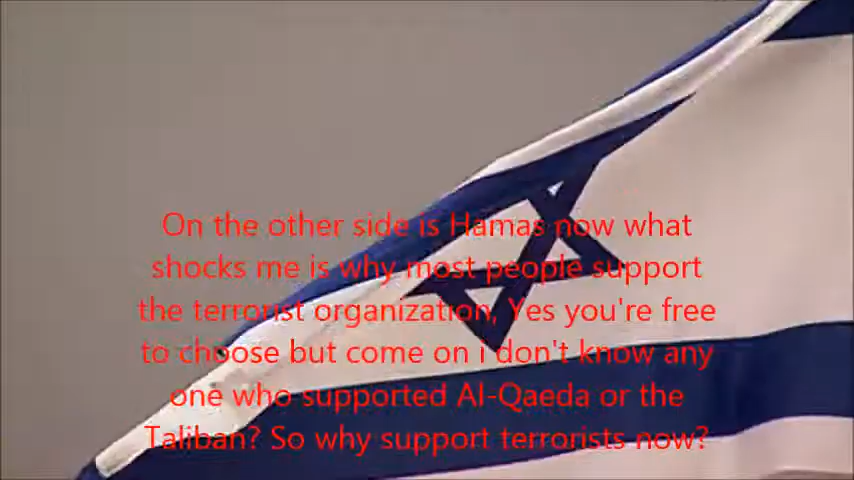 On the other side is Hamas now what
shocks me is why most people support
the terrorist organization, Yes you're free
to choose but come on i don't know any
one who supported Al-Qaeda or the
Taliban? So why support terrorists now?